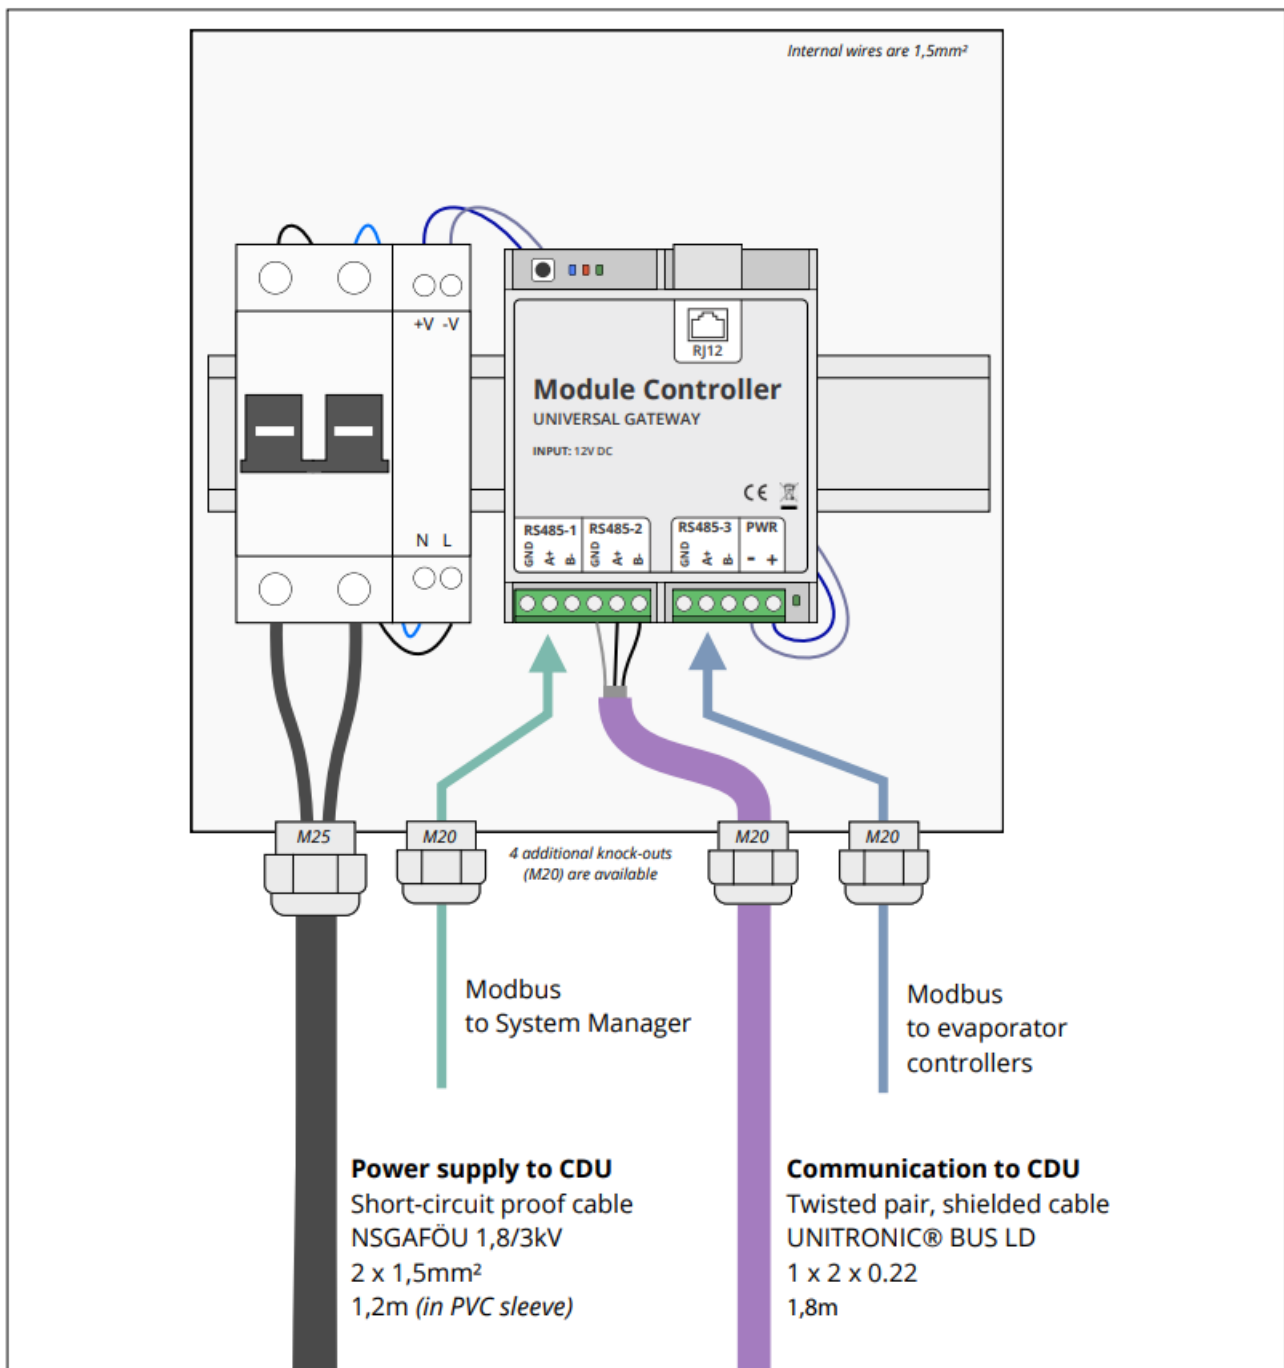 Internal wires are 1,5mm²
+V -V
RJ12
Module Controller
UNIVERSAL GATEWAY
INPUT: 12V DC
CE
N L
RS485-1 RS485-2 RS485-3 PWR
GND A+ B- GND A+ B- GND A+ B- - +
M25 M20 M20 M20
4 additional knock-outs
(M20) are available
Modbus
to System Manager
Modbus
to evaporator
controllers
Power supply to CDU
Short-circuit proof cable
NSGAFÖU 1,8/3kV
2 x 1,5mm²
1,2m (in PVC sleeve)
Communication to CDU
Twisted pair, shielded cable
UNITRONIC® BUS LD
1 x 2 x 0.22
1,8m